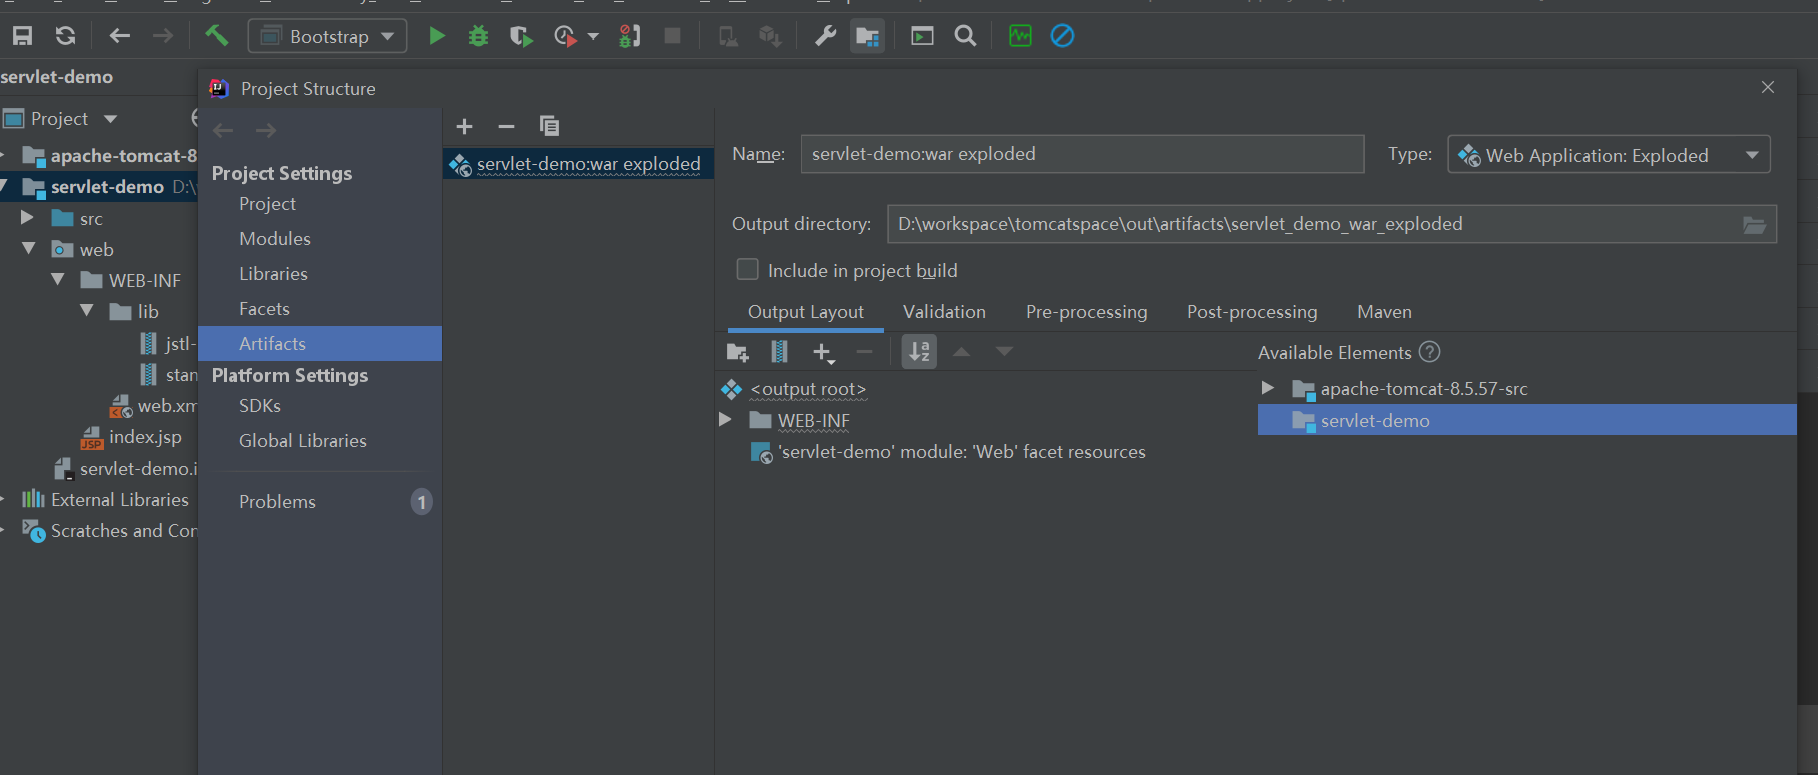 Bootstrap
servlet-demo
Project Structure
Project
apache-tomcat-8
servlet-demo D:\
src
web
WEB-INF
lib
jstl-
stan
web.xm
index.jsp
servlet-demo.i
External Libraries
Scratches and Con
Project Settings
Project
Modules
Libraries
Facets
Artifacts
Platform Settings
SDKs
Global Libraries
Problems 1
servlet-demo:war exploded
Name: servlet-demo:war exploded Type: Web Application: Exploded
Output directory: D:\workspace\tomcatspace\out\artifacts\servlet_demo_war_exploded
Include in project build
Output Layout Validation Pre-processing Post-processing Maven
Available Elements ?
<output root>
WEB-INF
'servlet-demo' module: 'Web' facet resources
apache-tomcat-8.5.57-src
servlet-demo